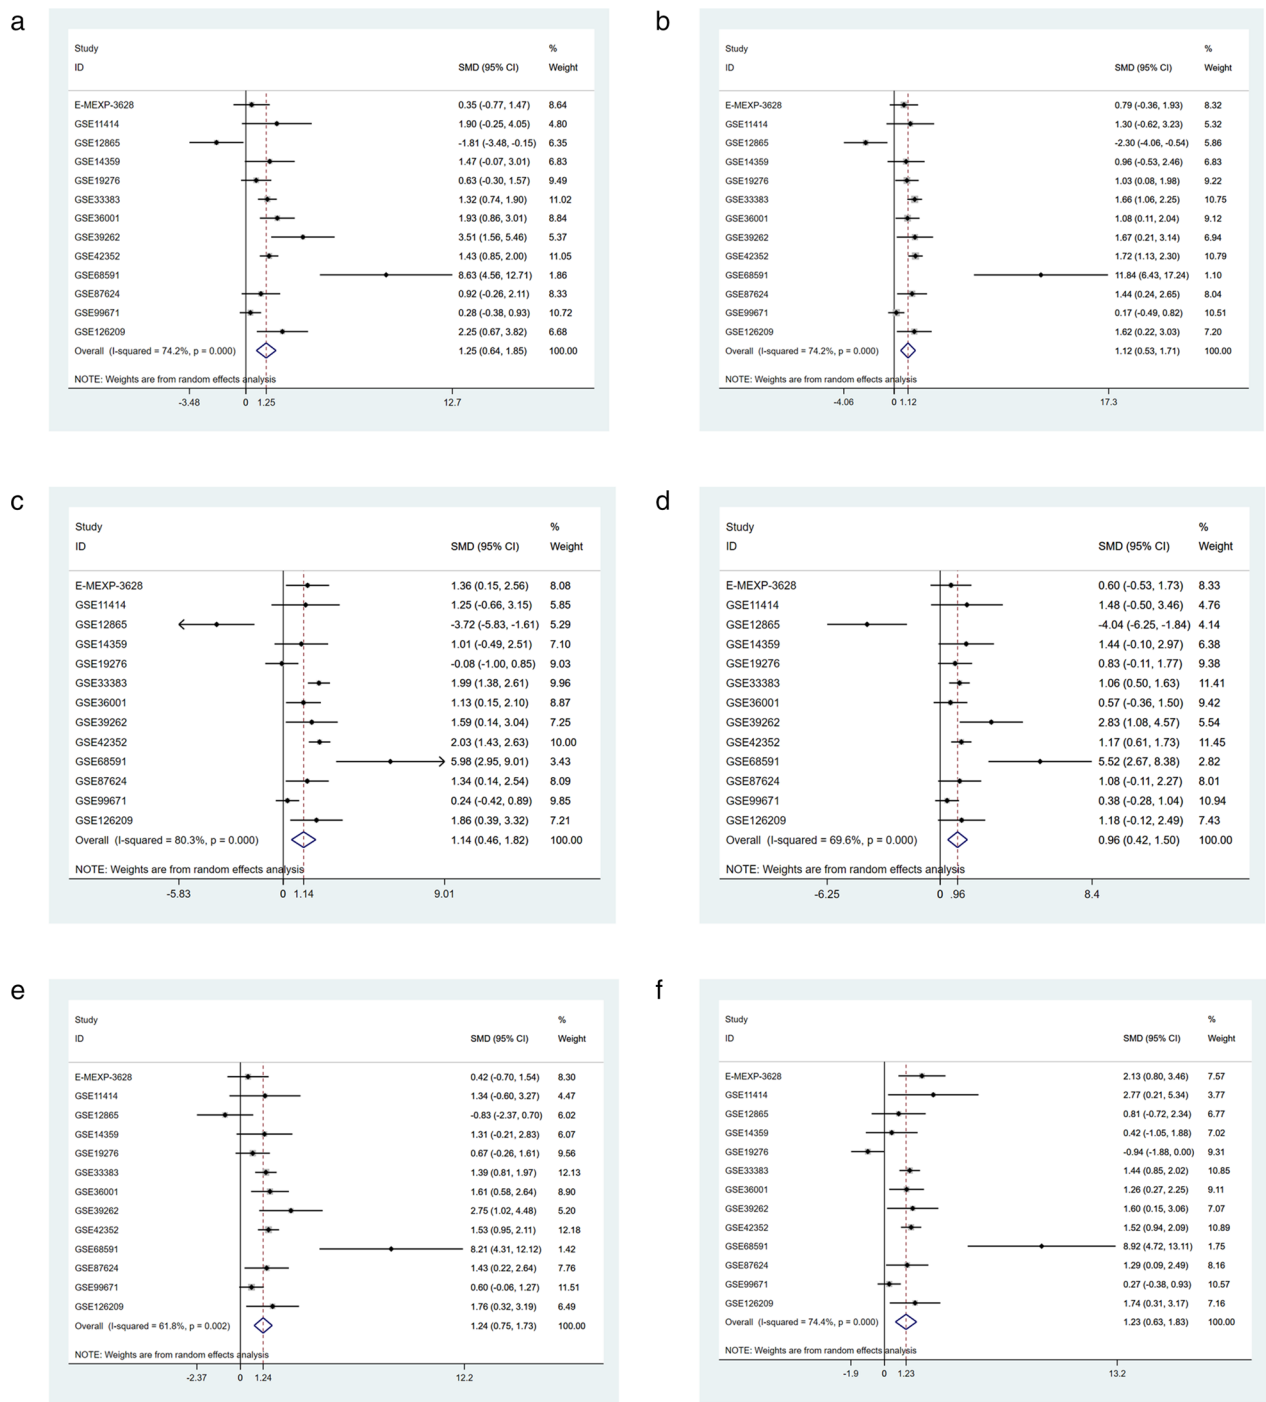 a
Study %
ID SMD (95% CI) Weight
E-MEXP-3628 0.35 (-0.77, 1.47) 8.64
GSE11414 1.90 (-0.25, 4.05) 4.80
GSE12865 -1.81 (-3.48, -0.15) 6.35
GSE14359 1.47 (-0.07, 3.01) 6.83
GSE19276 0.63 (-0.30, 1.57) 9.49
GSE33383 1.32 (0.74, 1.90) 11.02
GSE36001 1.93 (0.86, 3.01) 8.84
GSE39262 3.51 (1.56, 5.46) 5.37
GSE42352 1.43 (0.85, 2.00) 11.05
GSE68591 8.63 (4.56, 12.71) 1.86
GSE87624 0.92 (-0.26, 2.11) 8.33
GSE99671 0.28 (-0.38, 0.93) 10.72
GSE126209 2.25 (0.67, 3.82) 6.68
Overall (I-squared = 74.2%, p = 0.000) 1.25 (0.64, 1.85) 100.00
NOTE: Weights are from random effects analysis
-3.48 0 1.25 12.7
b
Study %
ID SMD (95% CI) Weight
E-MEXP-3628 0.79 (-0.36, 1.93) 8.32
GSE11414 1.30 (-0.62, 3.23) 5.32
GSE12865 -2.30 (-4.06, -0.54) 5.86
GSE14359 0.96 (-0.53, 2.46) 6.83
GSE19276 1.03 (0.08, 1.98) 9.22
GSE33383 1.66 (1.06, 2.25) 10.75
GSE36001 1.08 (0.11, 2.04) 9.12
GSE39262 1.67 (0.21, 3.14) 6.94
GSE42352 1.72 (1.13, 2.30) 10.79
GSE68591 11.84 (6.43, 17.24) 1.10
GSE87624 1.44 (0.24, 2.65) 8.04
GSE99671 0.17 (-0.49, 0.82) 10.51
GSE126209 1.62 (0.22, 3.03) 7.20
Overall (I-squared = 74.2%, p = 0.000) 1.12 (0.53, 1.71) 100.00
NOTE: Weights are from random effects analysis
-4.06 0 1.12 17.3
c
Study %
ID SMD (95% CI) Weight
E-MEXP-3628 1.36 (0.15, 2.56) 8.08
GSE11414 1.25 (-0.66, 3.15) 5.85
GSE12865 -3.72 (-5.83, -1.61) 5.29
GSE14359 1.01 (-0.49, 2.51) 7.10
GSE19276 -0.08 (-1.00, 0.85) 9.03
GSE33383 1.99 (1.38, 2.61) 9.96
GSE36001 1.13 (0.15, 2.10) 8.87
GSE39262 1.59 (0.14, 3.04) 7.25
GSE42352 2.03 (1.43, 2.63) 10.00
GSE68591 5.98 (2.95, 9.01) 3.43
GSE87624 1.34 (0.14, 2.54) 8.09
GSE99671 0.24 (-0.42, 0.89) 9.85
GSE126209 1.86 (0.39, 3.32) 7.21
Overall (I-squared = 80.3%, p = 0.000) 1.14 (0.46, 1.82) 100.00
NOTE: Weights are from random effects analysis
-5.83 0 1.14 9.01
d
Study %
ID SMD (95% CI) Weight
E-MEXP-3628 0.60 (-0.53, 1.73) 8.33
GSE11414 1.48 (-0.50, 3.46) 4.76
GSE12865 -4.04 (-6.25, -1.84) 4.14
GSE14359 1.44 (-0.10, 2.97) 6.38
GSE19276 0.83 (-0.11, 1.77) 9.38
GSE33383 1.06 (0.50, 1.63) 11.41
GSE36001 0.57 (-0.36, 1.50) 9.42
GSE39262 2.83 (1.08, 4.57) 5.54
GSE42352 1.17 (0.61, 1.73) 11.45
GSE68591 5.52 (2.67, 8.38) 2.82
GSE87624 1.08 (-0.11, 2.27) 8.01
GSE99671 0.38 (-0.28, 1.04) 10.94
GSE126209 1.18 (-0.12, 2.49) 7.43
Overall (I-squared = 69.6%, p = 0.000) 0.96 (0.42, 1.50) 100.00
NOTE: Weights are from random effects analysis
-6.25 0 .96 8.4
e
Study %
ID SMD (95% CI) Weight
E-MEXP-3628 0.42 (-0.70, 1.54) 8.30
GSE11414 1.34 (-0.60, 3.27) 4.47
GSE12865 -0.83 (-2.37, 0.70) 6.02
GSE14359 1.31 (-0.21, 2.83) 6.07
GSE19276 0.67 (-0.26, 1.61) 9.56
GSE33383 1.39 (0.81, 1.97) 12.13
GSE36001 1.61 (0.58, 2.64) 8.90
GSE39262 2.75 (1.02, 4.48) 5.20
GSE42352 1.53 (0.95, 2.11) 12.18
GSE68591 8.21 (4.31, 12.12) 1.42
GSE87624 1.43 (0.22, 2.64) 7.76
GSE99671 0.60 (-0.06, 1.27) 11.51
GSE126209 1.76 (0.32, 3.19) 6.49
Overall (I-squared = 61.8%, p = 0.002) 1.24 (0.75, 1.73) 100.00
NOTE: Weights are from random effects analysis
-2.37 0 1.24 12.2
f
Study %
ID SMD (95% CI) Weight
E-MEXP-3628 2.13 (0.80, 3.46) 7.57
GSE11414 2.77 (0.21, 5.34) 3.77
GSE12865 0.81 (-0.72, 2.34) 6.77
GSE14359 0.42 (-1.05, 1.88) 7.02
GSE19276 -0.94 (-1.88, 0.00) 9.31
GSE33383 1.44 (0.85, 2.02) 10.85
GSE36001 1.26 (0.27, 2.25) 9.11
GSE39262 1.60 (0.15, 3.06) 7.07
GSE42352 1.52 (0.94, 2.09) 10.89
GSE68591 8.92 (4.72, 13.11) 1.75
GSE87624 1.29 (0.09, 2.49) 8.16
GSE99671 0.27 (-0.38, 0.93) 10.57
GSE126209 1.74 (0.31, 3.17) 7.16
Overall (I-squared = 74.4%, p = 0.000) 1.23 (0.63, 1.83) 100.00
NOTE: Weights are from random effects analysis
-1.9 0 1.23 13.2